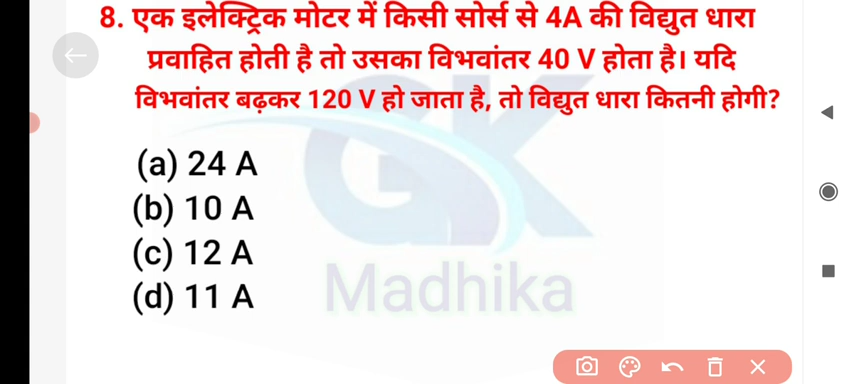 8. एक इलेक्ट्रिक मोटर में किसी सोर्स से 4A की विद्युत धारा
प्रवाहित होती है तो उसका विभवांतर 40 V होता है। यदि
विभवांतर बढ़कर 120 V हो जाता है, तो विद्युत धारा कितनी होगी?
(a) 24 A
(b) 10 A
(c) 12 A
(d) 11 A
GK
Madhika